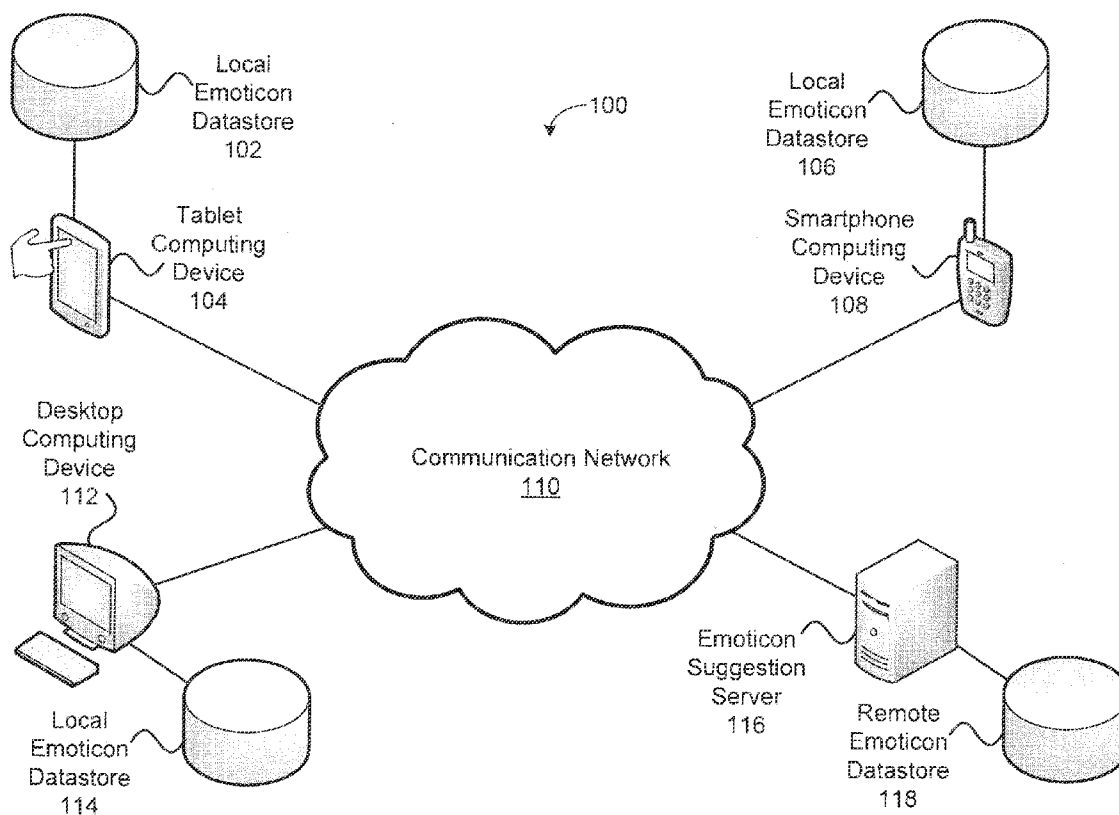 Local
Emoticon
Datastore
102
100
Local
Emoticon
Datastore
106
Tablet
Computing
Device
104
Smartphone
Computing
Device
108
Desktop
Computing
Device
112
Communication Network
110
Emoticon
Suggestion
Server
116
Local
Emoticon
Datastore
114
Remote
Emoticon
Datastore
118